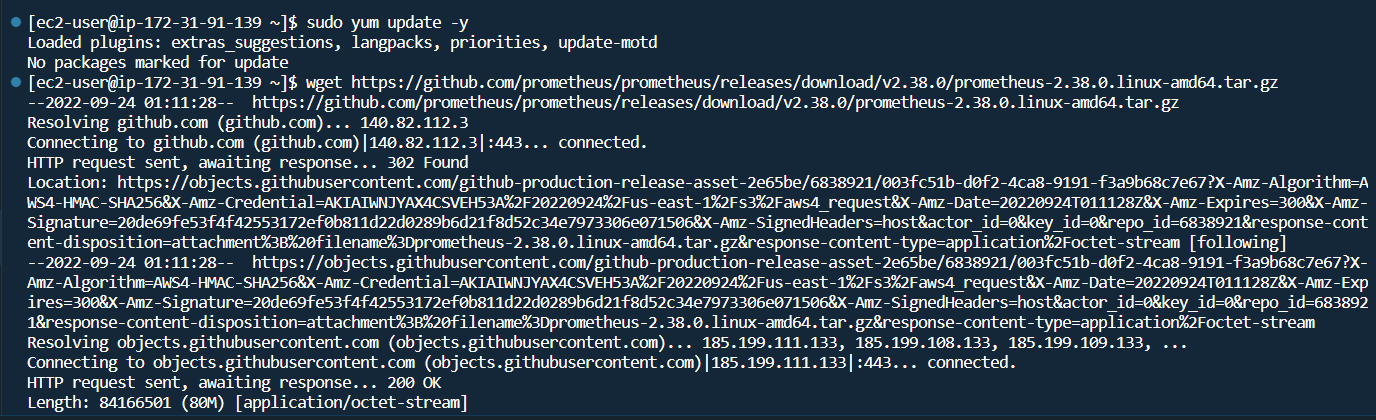 [ec2-user@ip-172-31-91-139 ~]$ sudo yum update -y
Loaded plugins: extras_suggestions, langpacks, priorities, update-motd
No packages marked for update
[ec2-user@ip-172-31-91-139 ~]$ wget https://github.com/prometheus/prometheus/releases/download/v2.38.0/prometheus-2.38.0.linux-amd64.tar.gz
--2022-09-24 01:11:28--  https://github.com/prometheus/prometheus/releases/download/v2.38.0/prometheus-2.38.0.linux-amd64.tar.gz
Resolving github.com (github.com)... 140.82.112.3
Connecting to github.com (github.com)|140.82.112.3|:443... connected.
HTTP request sent, awaiting response... 302 Found
Location: https://objects.githubusercontent.com/github-production-release-asset-2e65be/6838921/003fc51b-d0f2-4ca8-9191-f3a9b68c7e67?X-Amz-Algorithm=A
WS4-HMAC-SHA256&X-Amz-Credential=AKIAIWNJYAX4CSVEH53A%2F20220924%2Fus-east-1%2Fs3%2Faws4_request&X-Amz-Date=20220924T011128Z&X-Amz-Expires=300&X-Amz-
Signature=20de69fe53f4f42553172ef0b811d22d0289b6d21f8d52c34e7973306e071506&X-Amz-SignedHeaders=host&actor_id=0&key_id=0&repo_id=6838921&response-cont
ent-disposition=attachment%3B%20filename%3Dprometheus-2.38.0.linux-amd64.tar.gz&response-content-type=application%2Foctet-stream [following]
--2022-09-24 01:11:28--  https://objects.githubusercontent.com/github-production-release-asset-2e65be/6838921/003fc51b-d0f2-4ca8-9191-f3a9b68c7e67?X-
Amz-Algorithm=AWS4-HMAC-SHA256&X-Amz-Credential=AKIAIWNJYAX4CSVEH53A%2F20220924%2Fus-east-1%2Fs3%2Faws4_request&X-Amz-Date=20220924T011128Z&X-Amz-Exp
ires=300&X-Amz-Signature=20de69fe53f4f42553172ef0b811d22d0289b6d21f8d52c34e7973306e071506&X-Amz-SignedHeaders=host&actor_id=0&key_id=0&repo_id=683892
1&response-content-disposition=attachment%3B%20filename%3Dprometheus-2.38.0.linux-amd64.tar.gz&response-content-type=application%2Foctet-stream
Resolving objects.githubusercontent.com (objects.githubusercontent.com)... 185.199.111.133, 185.199.108.133, 185.199.109.133, ...
Connecting to objects.githubusercontent.com (objects.githubusercontent.com)|185.199.111.133|:443... connected.
HTTP request sent, awaiting response... 200 OK
Length: 84166501 (80M) [application/octet-stream]